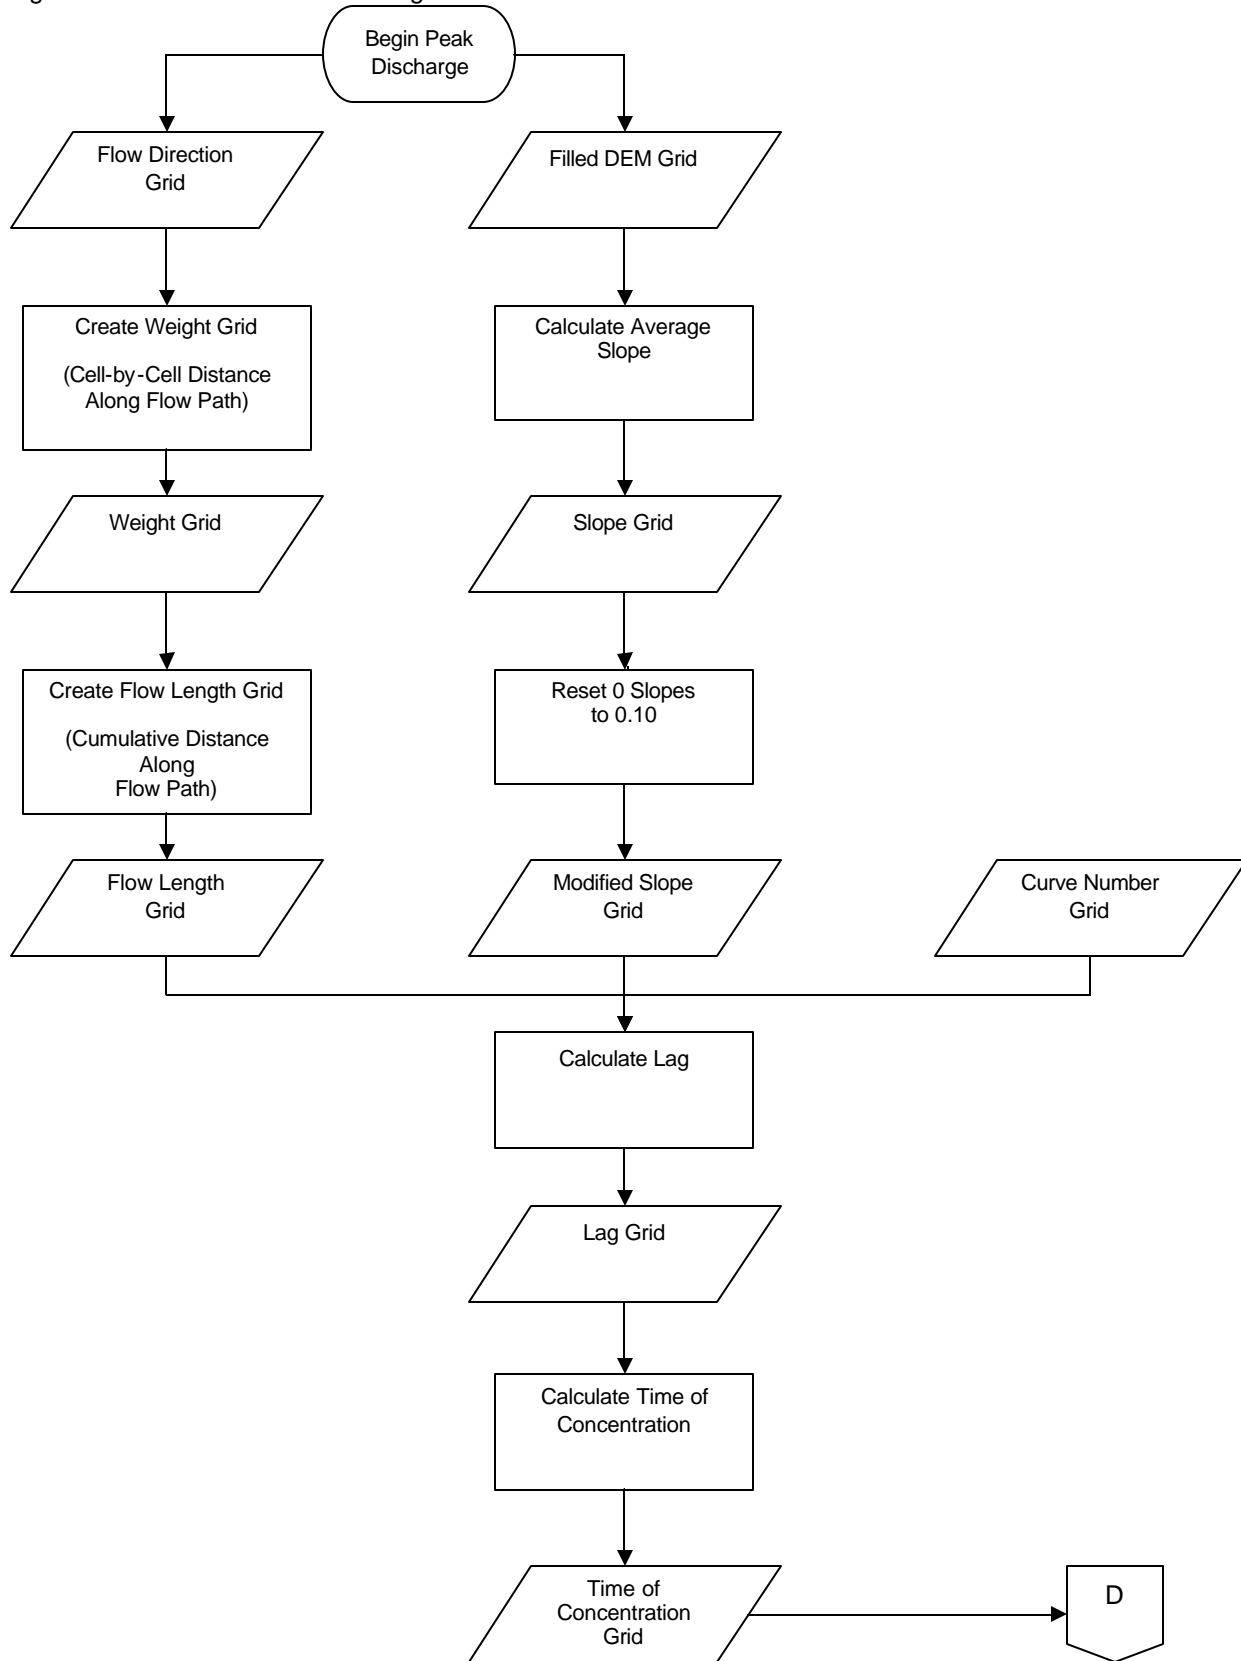 Begin Peak
Discharge
Flow Direction
Grid
Filled DEM Grid
Create Weight Grid
(Cell-by-Cell Distance
Along Flow Path)
Calculate Average
Slope
Weight Grid
Slope Grid
Create Flow Length Grid
(Cumulative Distance
Along
Flow Path)
Reset 0 Slopes
to 0.10
Flow Length
Grid
Modified Slope
Grid
Curve Number
Grid
Calculate Lag
Lag Grid
Calculate Time of
Concentration
Time of
Concentration
Grid
D